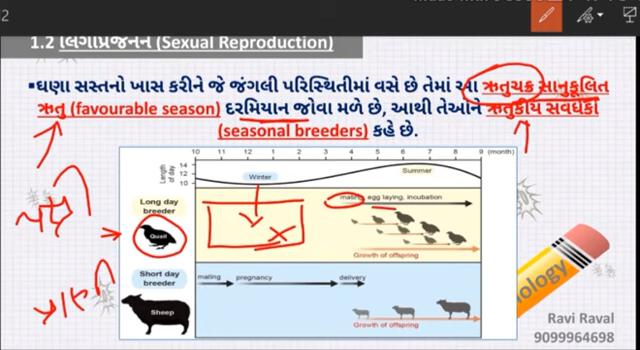 2
1.2 લિંગીપ્રજનન (Sexual Reproduction)
▪ઘણા સસ્તનો ખાસ કરીને જે જંગલી પરિસ્થિતીમાં વસે છે તેમાં આ ઋતુચક્ર સાનુકૂલિત
ઋતુ (favourable season) દરમિયાન જોવા મળે છે, આથી તેઓને ઋતુકીય સંવર્ધકો
(seasonal breeders) કહે છે.
10 11 12 1 2 3 4 5 6 7 8 9 (month)
Length of day
14
12
10
Winter
Summer
Long day breeder
Quail
mating egg laying, incubation
Growth of offspring
Short day breeder
Sheep
mating pregnancy delivery
Growth of offspring
nology
Ravi Raval
9099964698